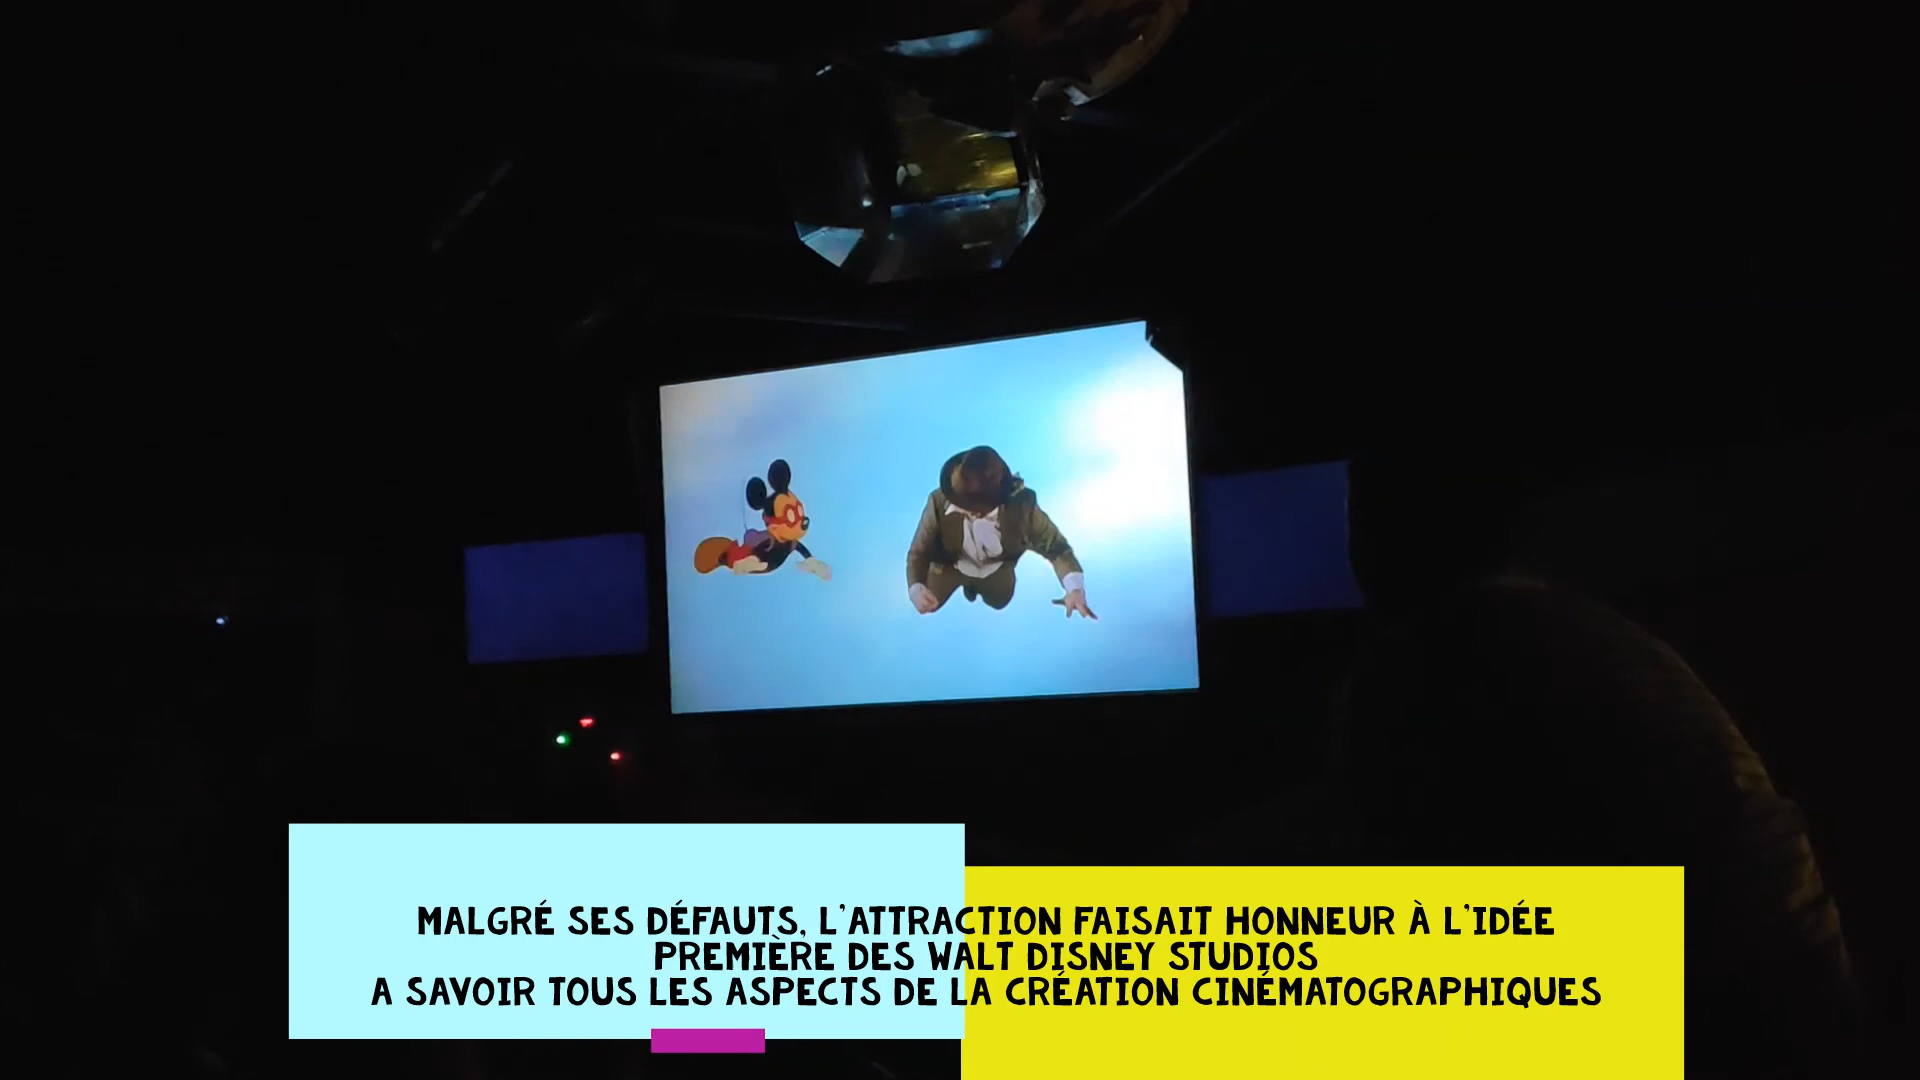 MALGRÉ SES DÉFAUTS, L'ATTRACTION FAISAIT HONNEUR À L'IDÉE
PREMIÈRE DES WALT DISNEY STUDIOS
A SAVOIR TOUS LES ASPECTS DE LA CRÉATION CINÉMATOGRAPHIQUES